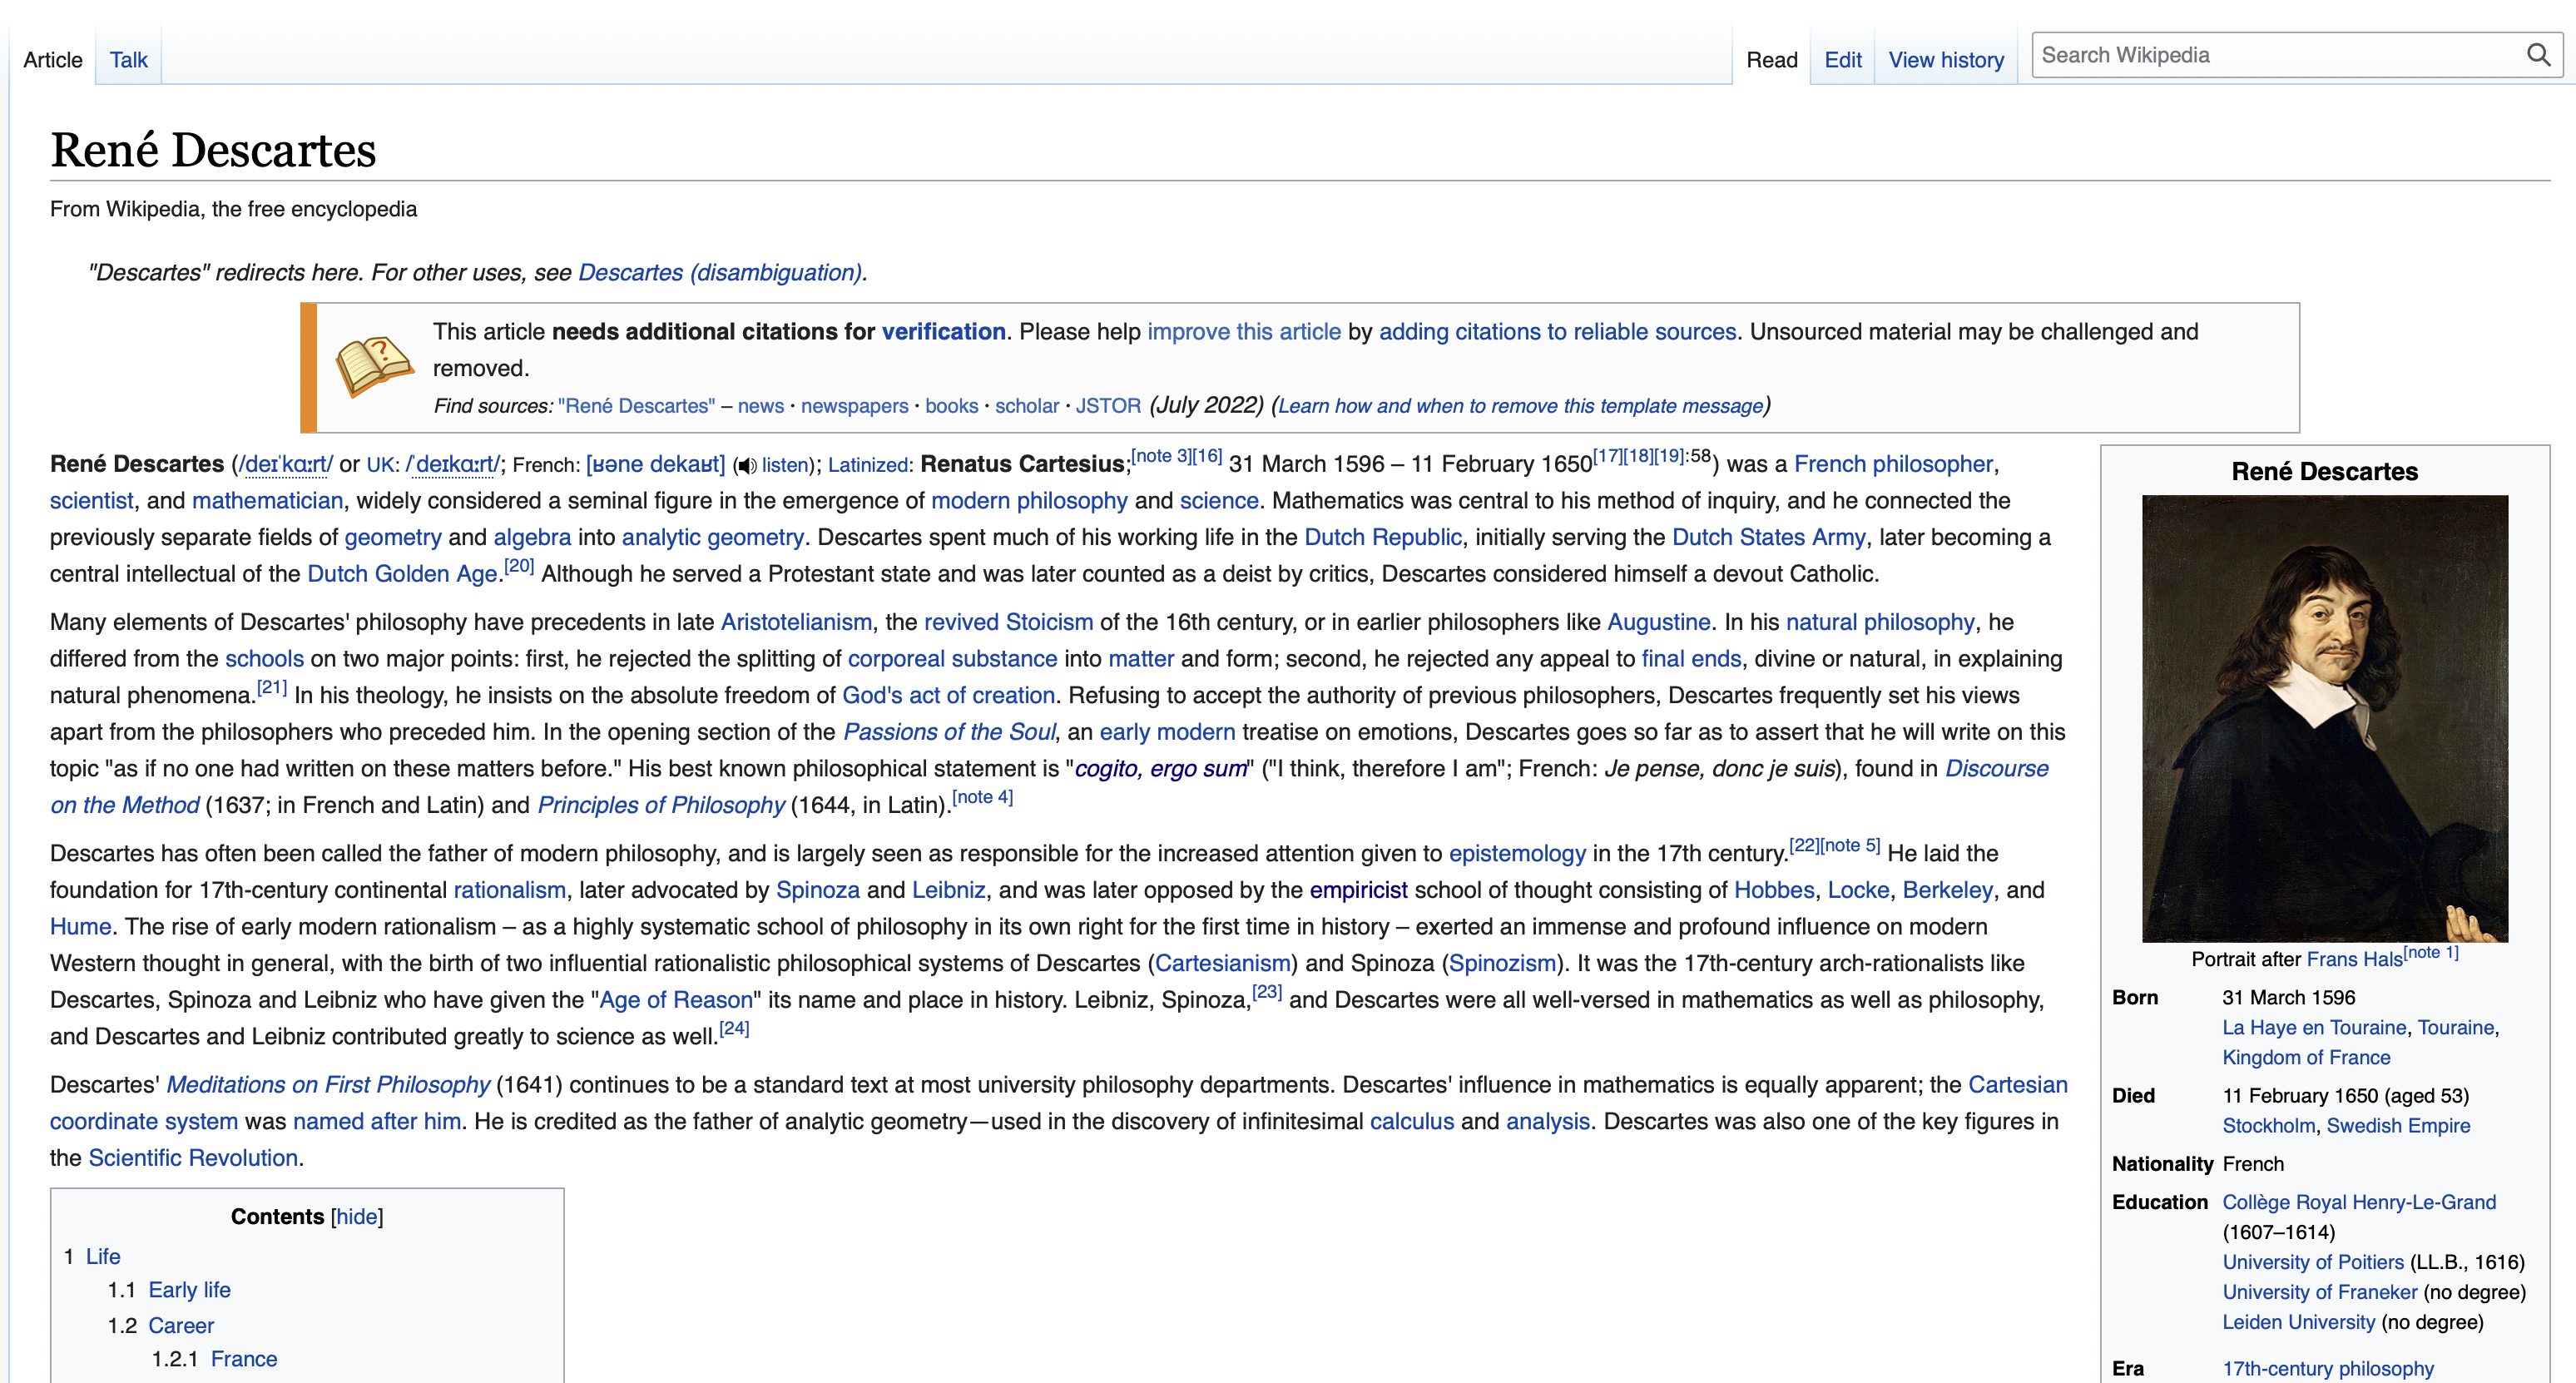 Article
Talk
Read
Edit
View history
Search Wikipedia
René Descartes
From Wikipedia, the free encyclopedia
"Descartes" redirects here. For other uses, see Descartes (disambiguation).
This article needs additional citations for verification. Please help improve this article by adding citations to reliable sources. Unsourced material may be challenged and
removed.
Find sources: "René Descartes" – news · newspapers · books · scholar · JSTOR (July 2022) (Learn how and when to remove this template message)
René Descartes (/deɪˈkɑːrt/ or UK: /ˈdeɪkɑːrt/; French: [ʁəne dekaʁt] (listen); Latinized: Renatus Cartesius;[note 3][16] 31 March 1596 – 11 February 1650[17][18][19]:58) was a French philosopher,
scientist, and mathematician, widely considered a seminal figure in the emergence of modern philosophy and science. Mathematics was central to his method of inquiry, and he connected the
previously separate fields of geometry and algebra into analytic geometry. Descartes spent much of his working life in the Dutch Republic, initially serving the Dutch States Army, later becoming a
central intellectual of the Dutch Golden Age.[20] Although he served a Protestant state and was later counted as a deist by critics, Descartes considered himself a devout Catholic.
Many elements of Descartes' philosophy have precedents in late Aristotelianism, the revived Stoicism of the 16th century, or in earlier philosophers like Augustine. In his natural philosophy, he
differed from the schools on two major points: first, he rejected the splitting of corporeal substance into matter and form; second, he rejected any appeal to final ends, divine or natural, in explaining
natural phenomena.[21] In his theology, he insists on the absolute freedom of God's act of creation. Refusing to accept the authority of previous philosophers, Descartes frequently set his views
apart from the philosophers who preceded him. In the opening section of the Passions of the Soul, an early modern treatise on emotions, Descartes goes so far as to assert that he will write on this
topic "as if no one had written on these matters before." His best known philosophical statement is "cogito, ergo sum" ("I think, therefore I am"; French: Je pense, donc je suis), found in Discourse
on the Method (1637; in French and Latin) and Principles of Philosophy (1644, in Latin).[note 4]
Descartes has often been called the father of modern philosophy, and is largely seen as responsible for the increased attention given to epistemology in the 17th century.[22][note 5] He laid the
foundation for 17th-century continental rationalism, later advocated by Spinoza and Leibniz, and was later opposed by the empiricist school of thought consisting of Hobbes, Locke, Berkeley, and
Hume. The rise of early modern rationalism – as a highly systematic school of philosophy in its own right for the first time in history – exerted an immense and profound influence on modern
Western thought in general, with the birth of two influential rationalistic philosophical systems of Descartes (Cartesianism) and Spinoza (Spinozism). It was the 17th-century arch-rationalists like
Descartes, Spinoza and Leibniz who have given the "Age of Reason" its name and place in history. Leibniz, Spinoza,[23] and Descartes were all well-versed in mathematics as well as philosophy,
and Descartes and Leibniz contributed greatly to science as well.[24]
Descartes' Meditations on First Philosophy (1641) continues to be a standard text at most university philosophy departments. Descartes' influence in mathematics is equally apparent; the Cartesian
coordinate system was named after him. He is credited as the father of analytic geometry—used in the discovery of infinitesimal calculus and analysis. Descartes was also one of the key figures in
the Scientific Revolution.
Contents [hide]
1 Life
1.1 Early life
1.2 Career
1.2.1 France
René Descartes
Portrait after Frans Hals[note 1]
Born 31 March 1596
La Haye en Touraine, Touraine,
Kingdom of France
Died 11 February 1650 (aged 53)
Stockholm, Swedish Empire
Nationality French
Education Collège Royal Henry-Le-Grand
(1607–1614)
University of Poitiers (LL.B., 1616)
University of Franeker (no degree)
Leiden University (no degree)
Era 17th-century philosophy